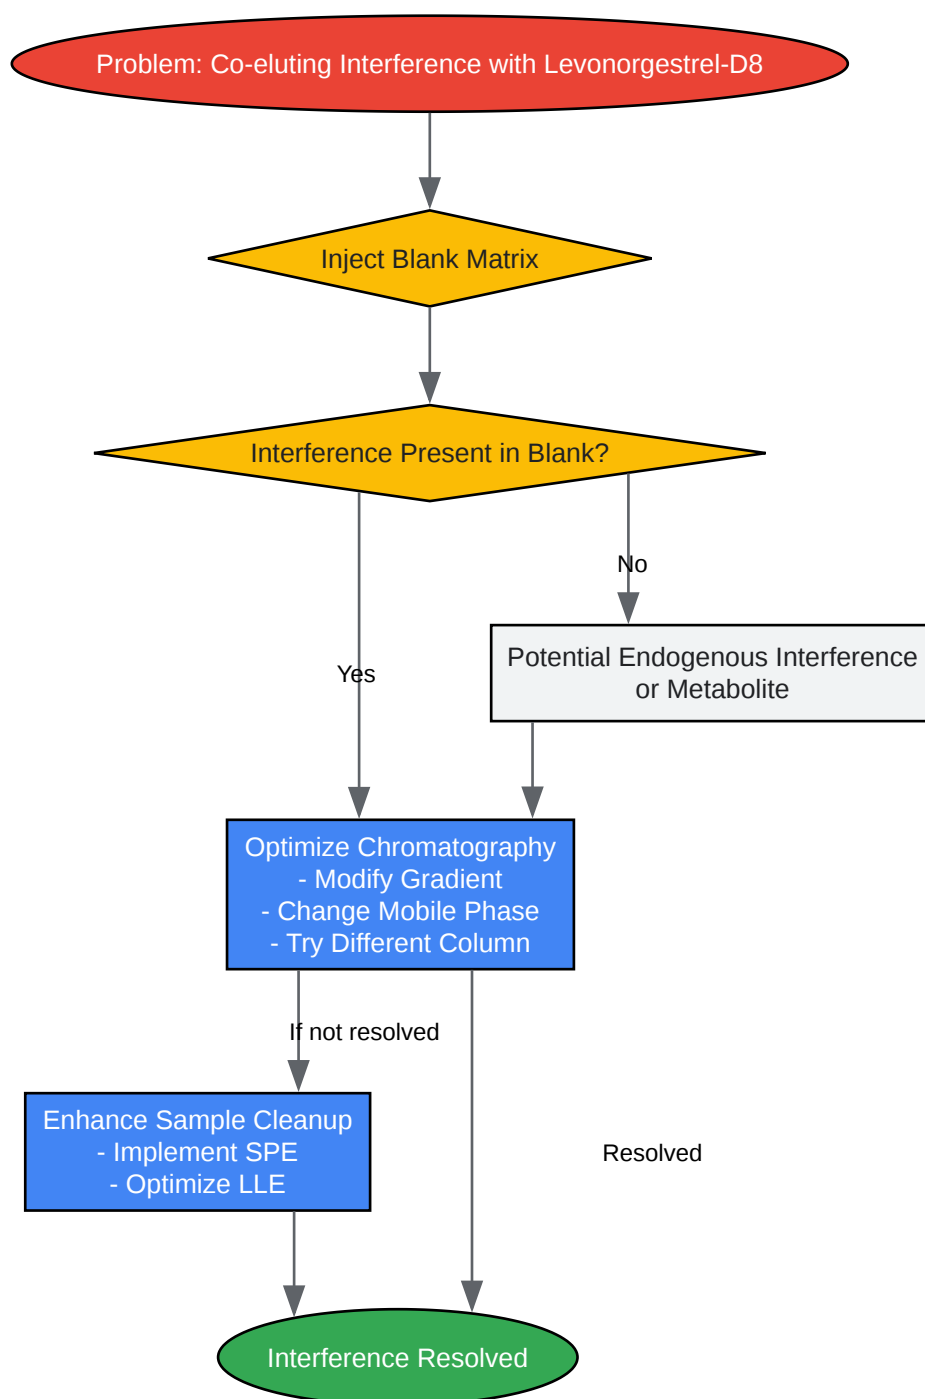 Problem: Co-eluting Interference with Levonorgestrel-D8
Inject Blank Matrix
Interference Present in Blank?
No
Potential Endogenous Interference
or Metabolite
Yes
Optimize Chromatography
- Modify Gradient
- Change Mobile Phase
- Try Different Column
If not resolved
Enhance Sample Cleanup
- Implement SPE
- Optimize LLE
Resolved
Interference Resolved